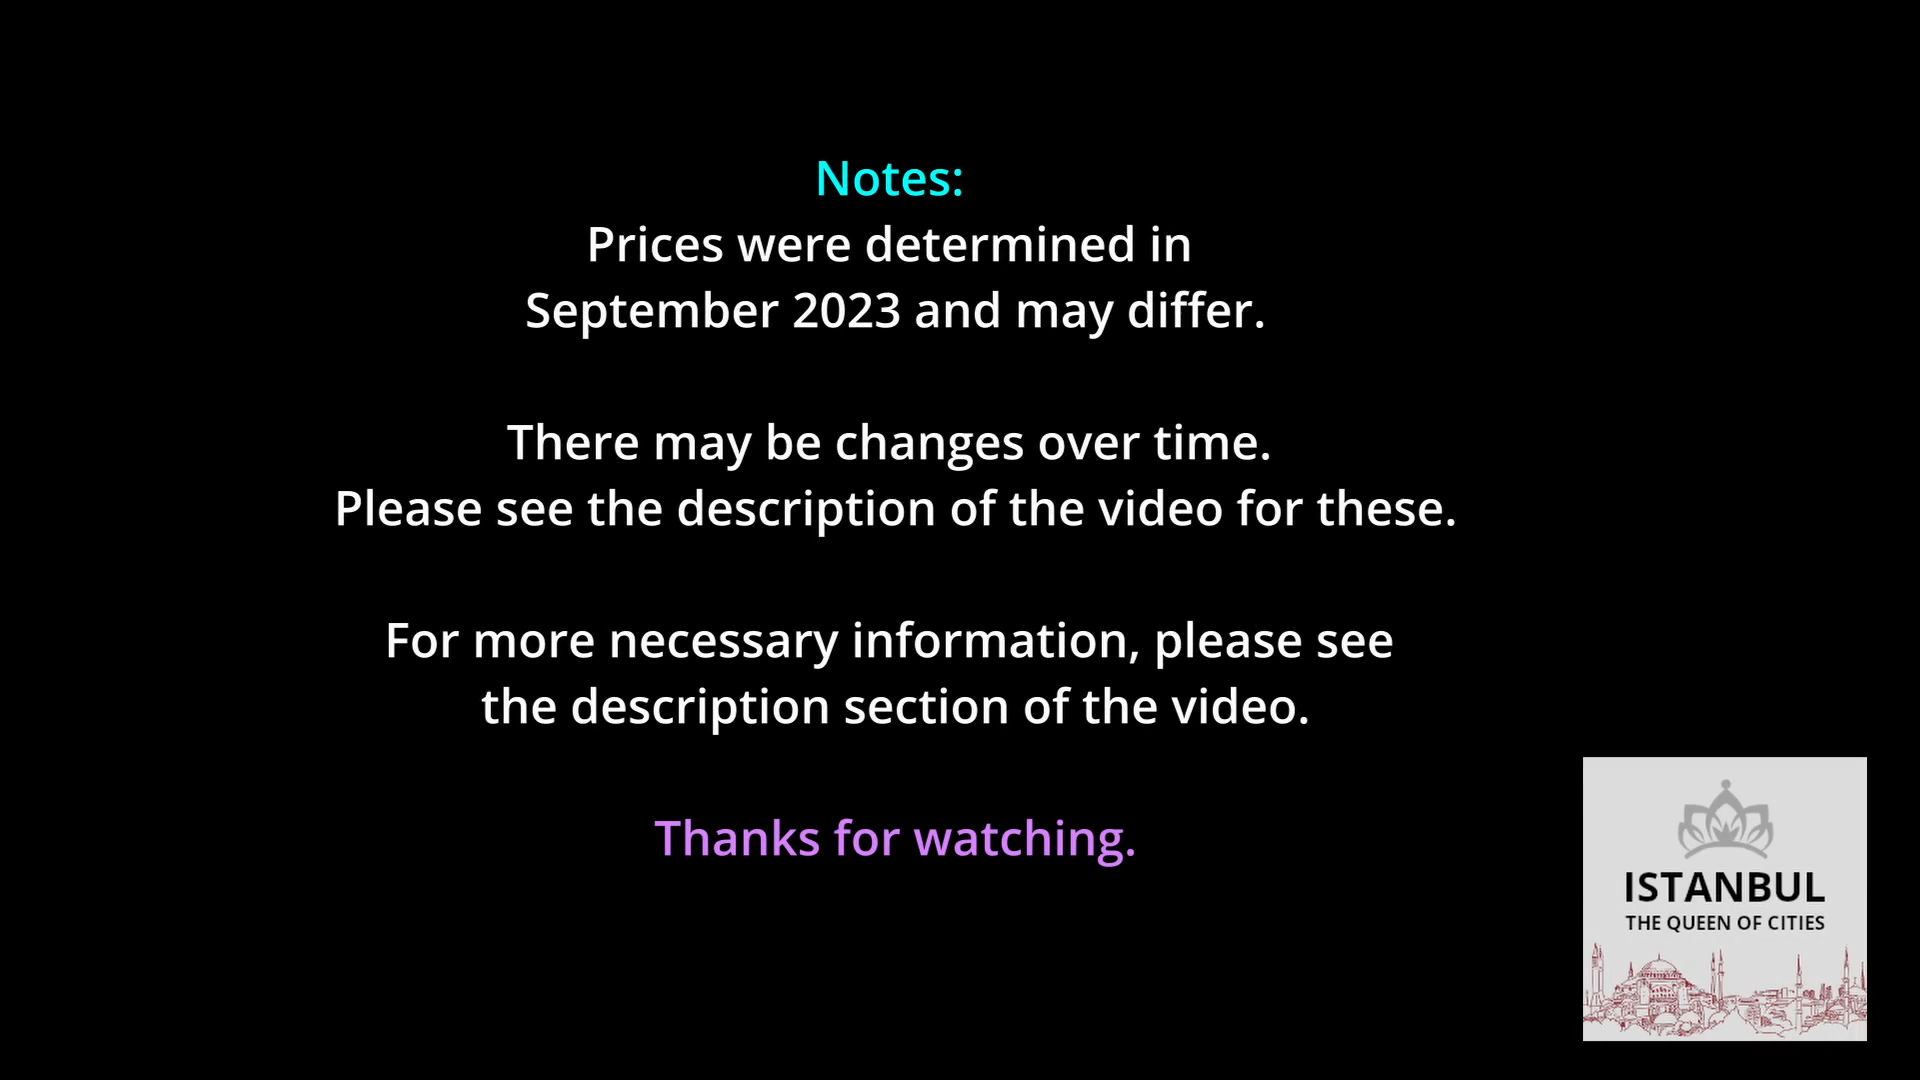 Notes:
Prices were determined in
September 2023 and may differ.
There may be changes over time.
Please see the description of the video for these.
For more necessary information, please see
the description section of the video.
Thanks for watching.
ISTANBUL
THE QUEEN OF CITIES